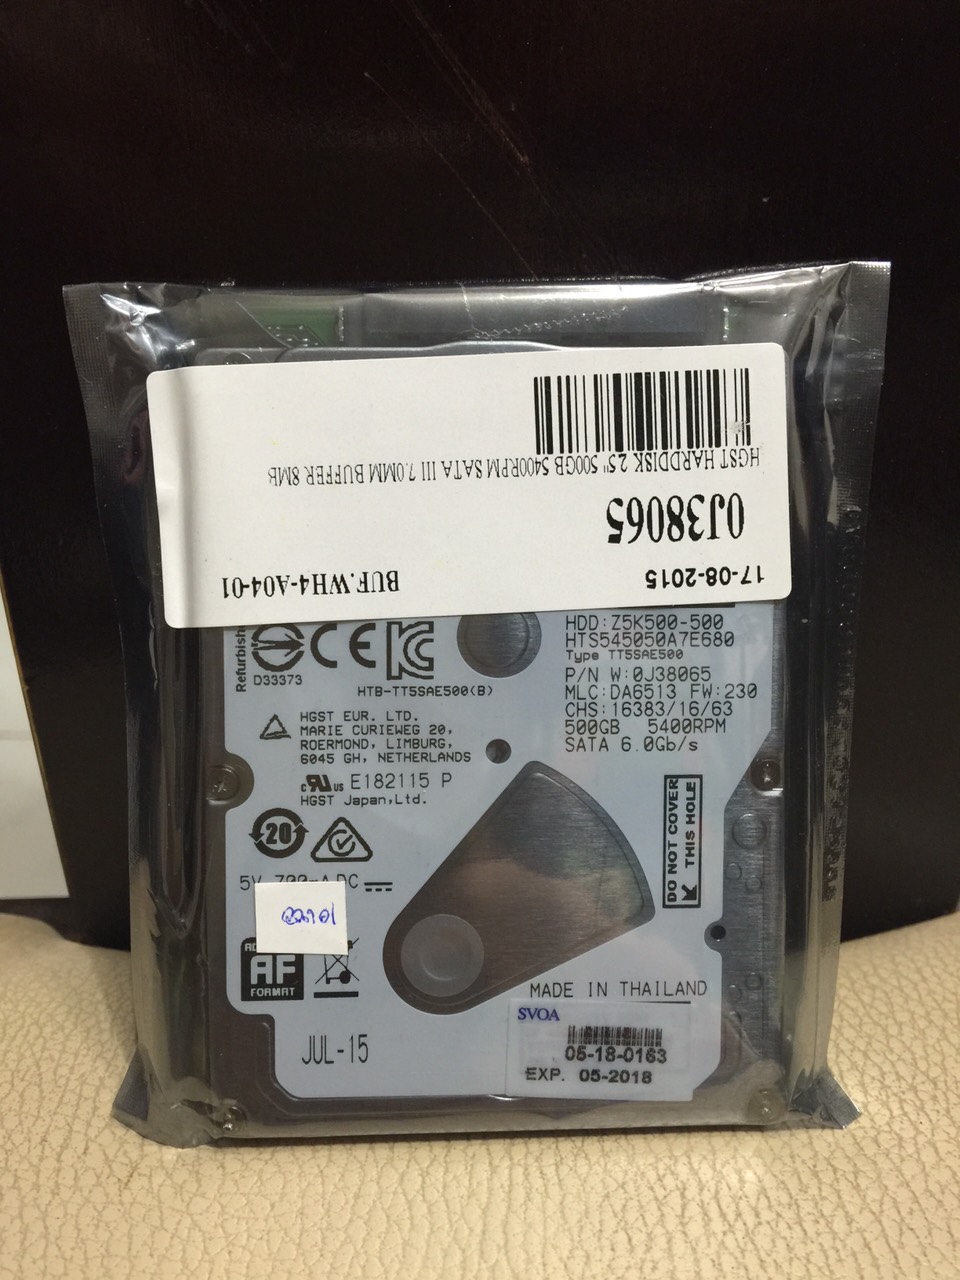 HGST HARDDISK 2.5" 500GB 5400RPM SATA III 7.0MM BUFFER 8MB
0J38065
17-08-2015
BUF.WH4-A04-01
Refurbish
D33373
CE
HTB-TT5SAE500(B)
HDD:Z5K500-500
HTS545050A7E680
Type TT5SAE500
P/N W:0J38065
MLC:DA6513 FW:230
CHS:16383/16/63
500GB 5400RPM
SATA 6.0Gb/s
HGST EUR. LTD.
MARIE CURIEWEG 20,
ROERMOND, LIMBURG,
6045 GH, NETHERLANDS
c US E182115 P
HGST Japan,Ltd.
20
DO NOT COVER
THIS HOLE
5V DC
AF
FORMAT
MADE IN THAILAND
SVOA
05-18-0163
EXP. 05-2018
JUL-15